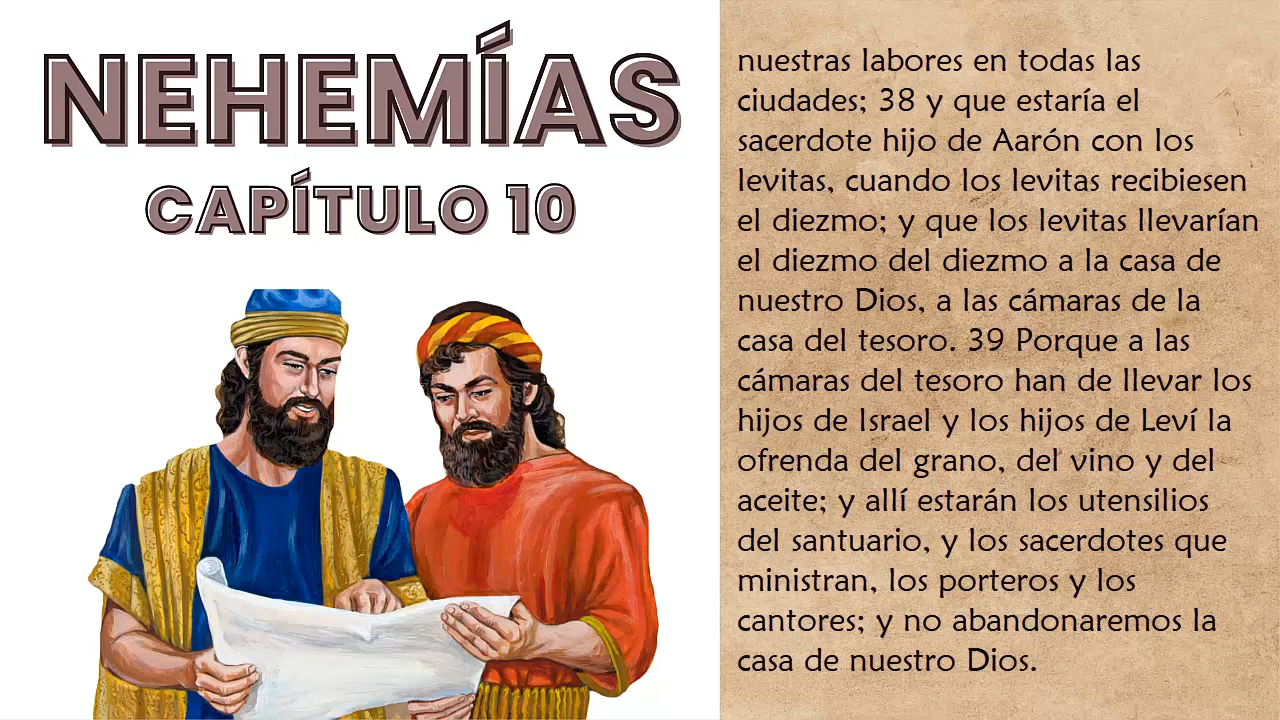 NEHEMÍAS
CAPÍTULO 10
nuestras labores en todas las
ciudades; 38 y que estaría el
sacerdote hijo de Aarón con los
levitas, cuando los levitas recibiesen
el diezmo; y que los levitas llevarían
el diezmo del diezmo a la casa de
nuestro Dios, a las cámaras de la
casa del tesoro. 39 Porque a las
cámaras del tesoro han de llevar los
hijos de Israel y los hijos de Leví la
ofrenda del grano, del vino y del
aceite; y allí estarán los utensilios
del santuario, y los sacerdotes que
ministran, los porteros y los
cantores; y no abandonaremos la
casa de nuestro Dios.